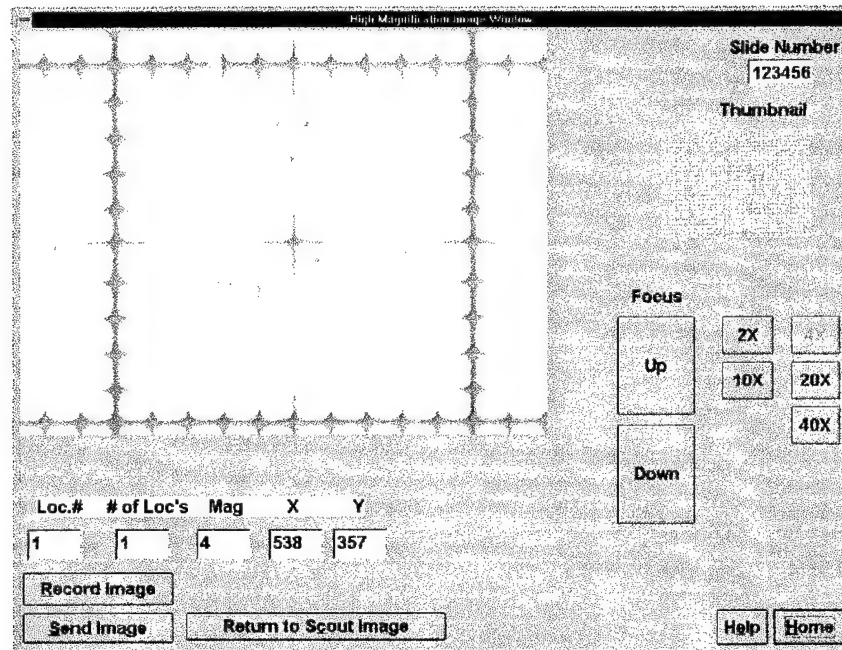 High Magnification Image Window
Slide Number
123456
Thumbnail
Focus
Up
Down
2X
4X
10X
20X
40X
Loc.# # of Loc's Mag X Y
1 1 4 538 357
Record Image
Send Image
Return to Scout Image
Help
Home